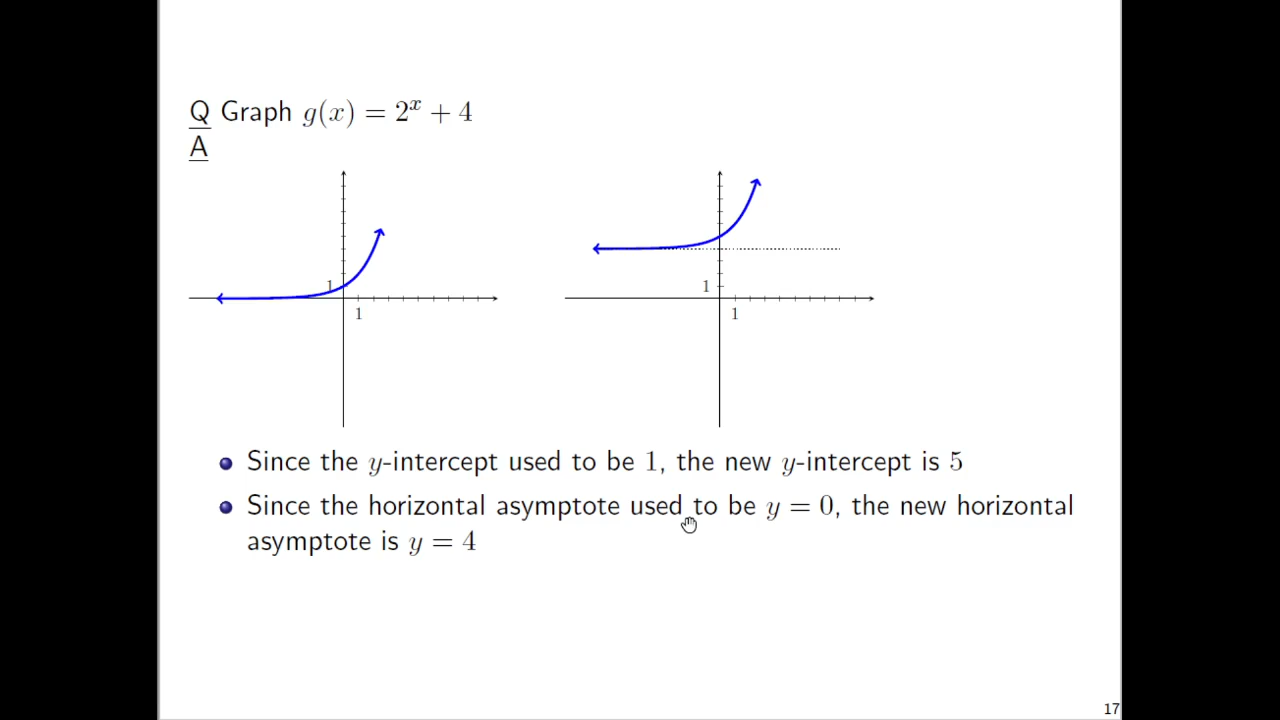 Q Graph g(x) = 2ˣ + 4
A
1 1
1 1
Since the y-intercept used to be 1, the new y-intercept is 5
Since the horizontal asymptote used to be y = 0, the new horizontal
asymptote is y = 4
17